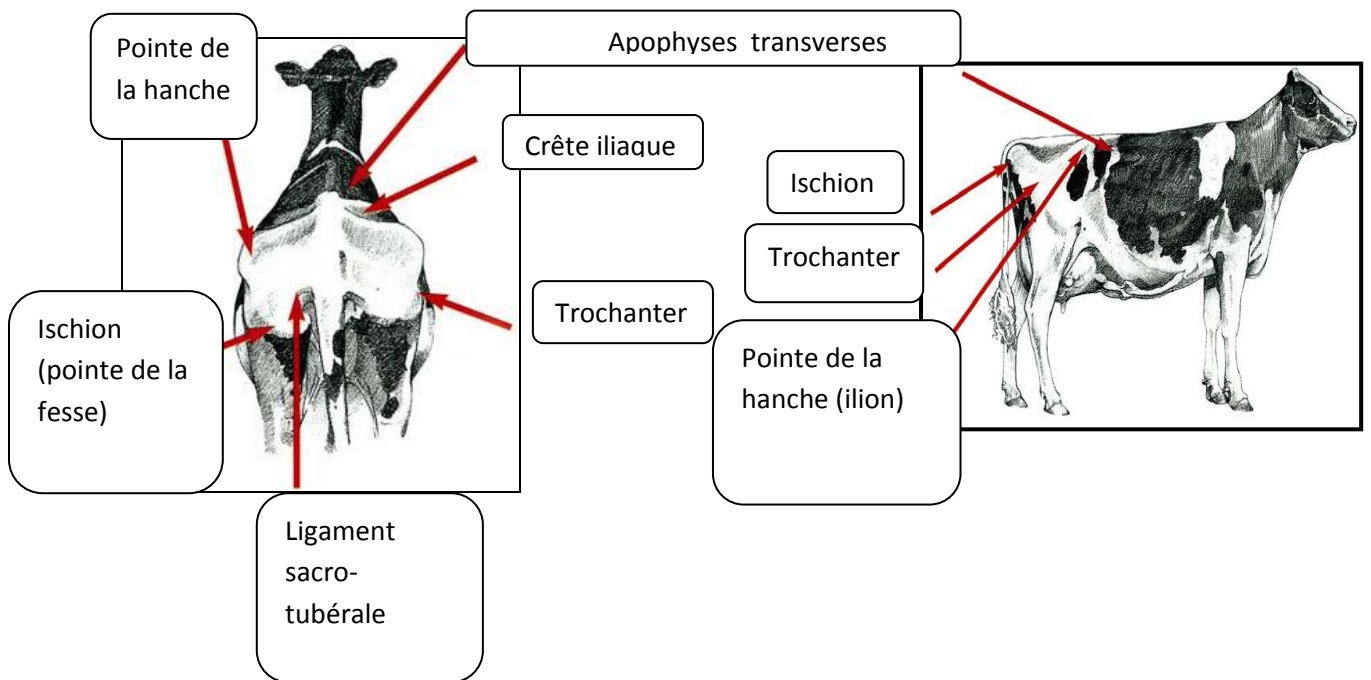 Pointe de
la hanche
Apophyses transverses
Crête iliaque
Ischion
Trochanter
Trochanter
Ischion
(pointe de la
fesse)
Pointe de la
hanche (ilion)
Ligament
sacro-
tubérale